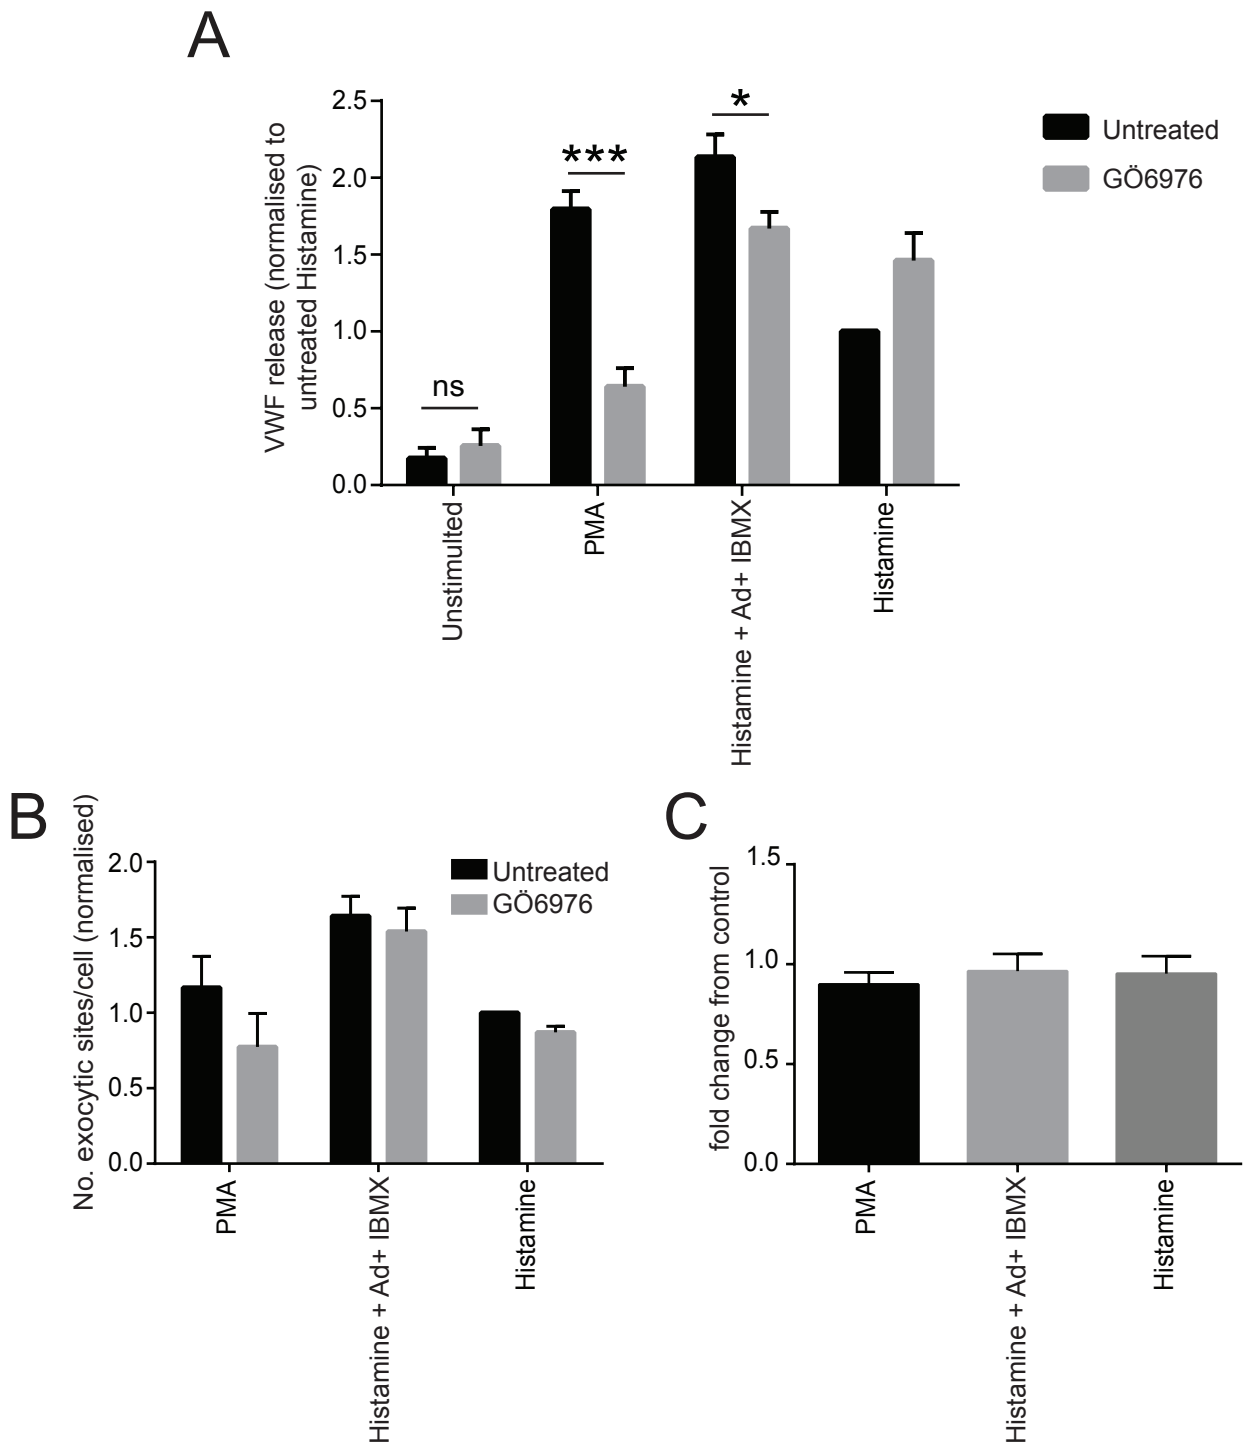 A
VWF release (normalised to
untreated Histamine)
2.5
2.0
1.5
1.0
0.5
0.0
ns
***
*
Untreated
GÖ6976
Unstimulted
PMA
Histamine + Ad+ IBMX
Histamine
B
No. exocytic sites/cell (normalised)
2.0
1.5
1.0
0.5
0.0
Untreated
GÖ6976
PMA
Histamine + Ad+ IBMX
Histamine
C
fold change from control
1.5
1.0
0.5
0.0
PMA
Histamine + Ad+ IBMX
Histamine